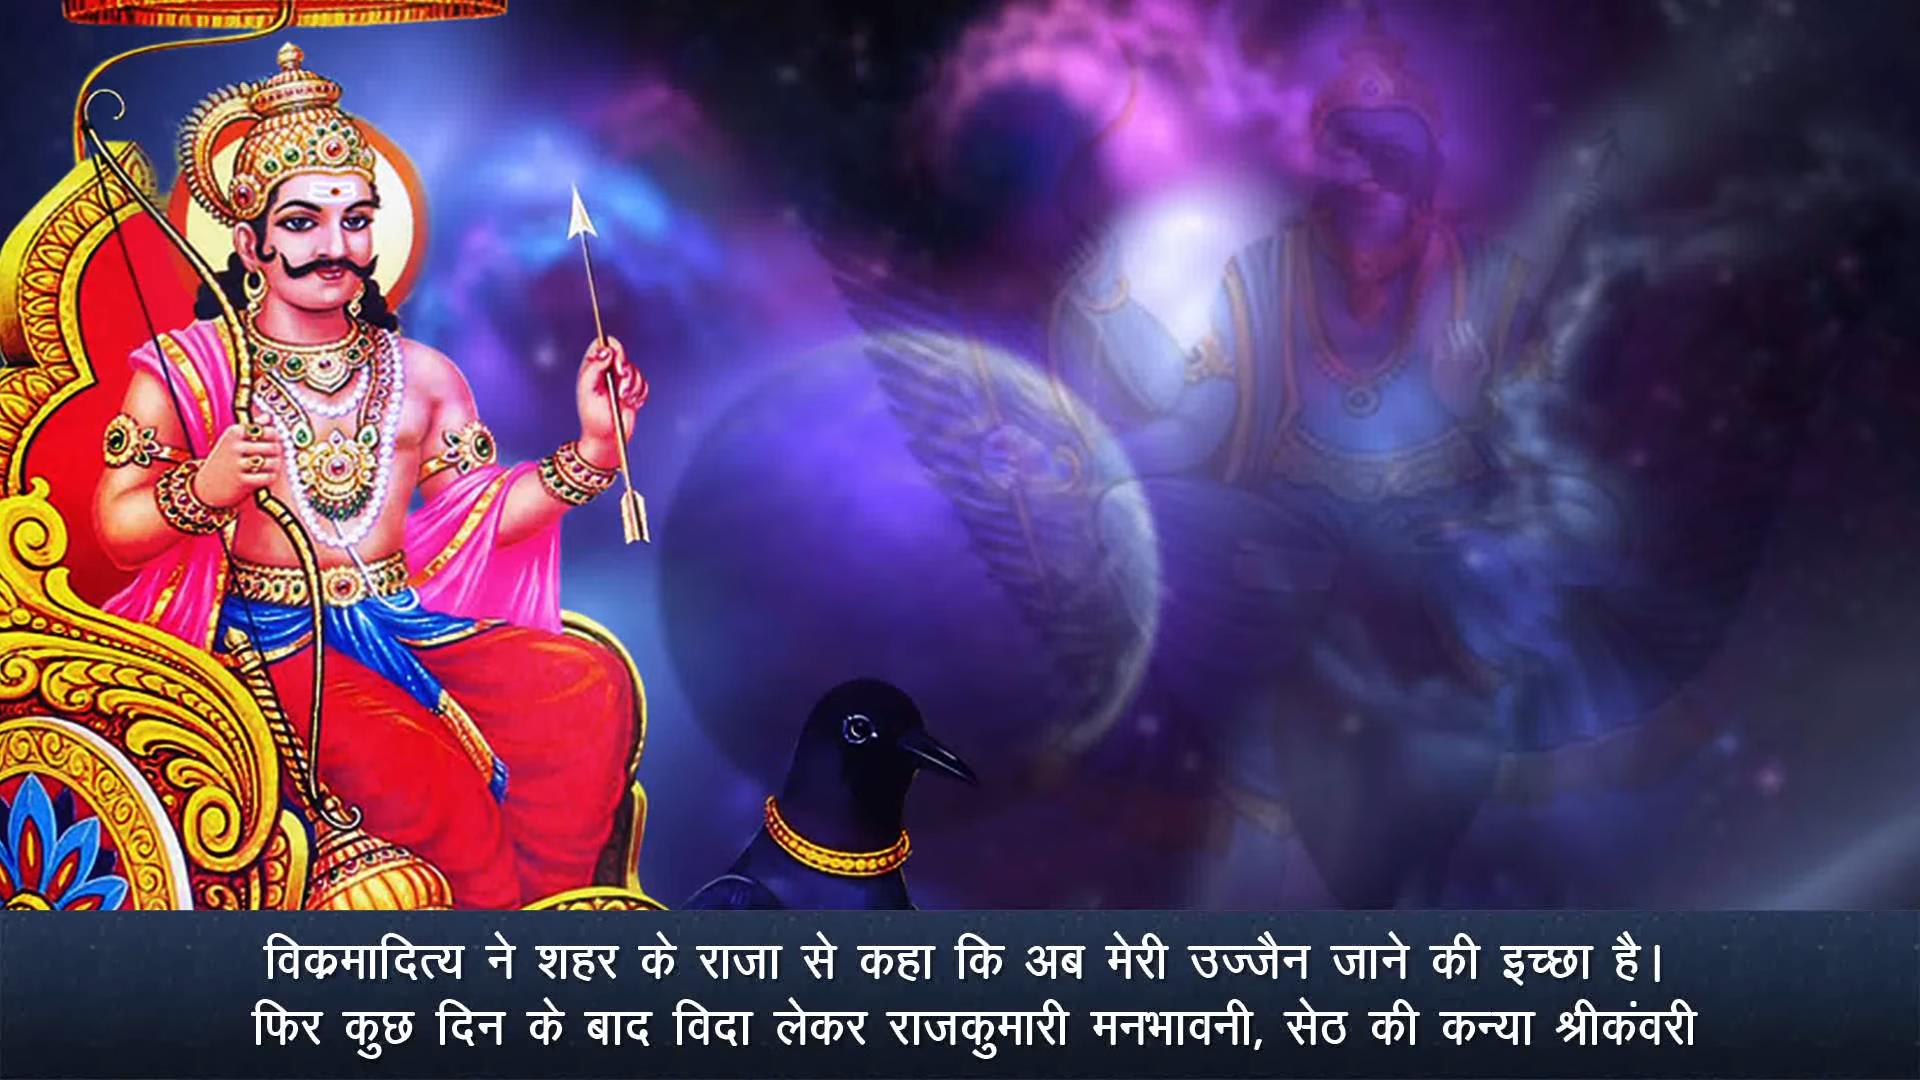 विक्रमादित्य ने शहर के राजा से कहा कि अब मेरी उज्जैन जाने की इच्छा है।
फिर कुछ दिन के बाद विदा लेकर राजकुमारी मनभावनी, सेठ की कन्या श्रीकंवरी